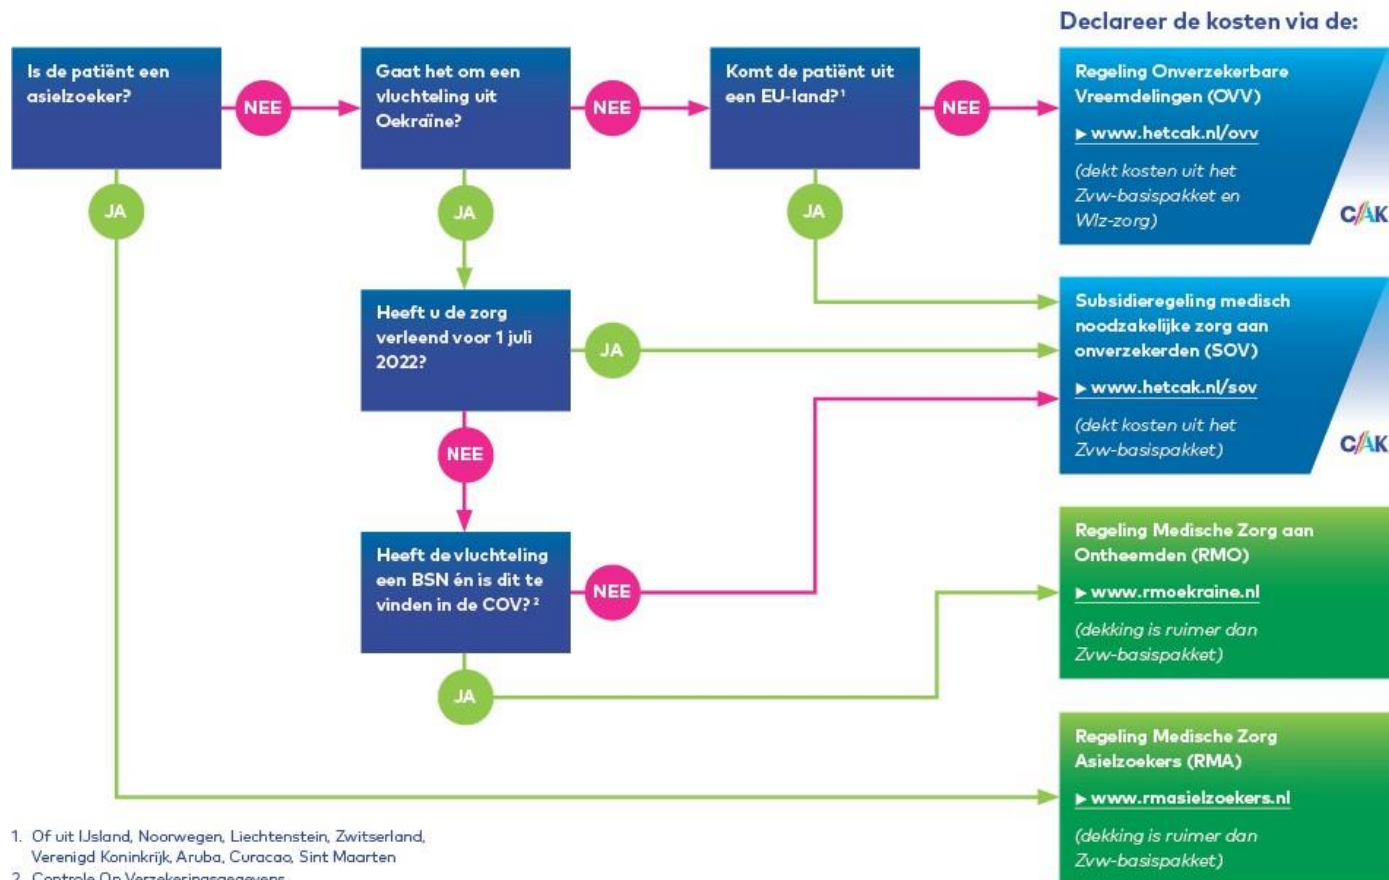 Declareer de kosten via de:
Is de patiënt een
asielzoeker?
NEE
Gaat het om een
vluchteling uit
Oekraïne?
NEE
Komt de patiënt uit
een EU-land?¹
NEE
Regeling Onverzekerbare
Vreemdelingen (OVV)
▶ www.hetcak.nl/ovv
(dekt kosten uit het
Zvw-basispakket en
Wlz-zorg)
CAK
JA
JA
JA
Heeft u de zorg
verleend voor 1 juli
2022?
JA
Subsidieregeling medisch
noodzakelijke zorg aan
onverzekerden (SOV)
▶ www.hetcak.nl/sov
(dekt kosten uit het
Zvw-basispakket)
CAK
NEE
Heeft de vluchteling
een BSN én is dit te
vinden in de COV?²
NEE
Regeling Medische Zorg aan
Ontheemden (RMO)
▶ www.rmoekraine.nl
(dekking is ruimer dan
Zvw-basispakket)
JA
Regeling Medische Zorg
Asielzoekers (RMA)
▶ www.rmasielzoekers.nl
(dekking is ruimer dan
Zvw-basispakket)
1. Of uit IJsland, Noorwegen, Liechtenstein, Zwitserland,
Verenigd Koninkrijk, Aruba, Curacao, Sint Maarten
2. Controle Op Verzekeringsgegevens